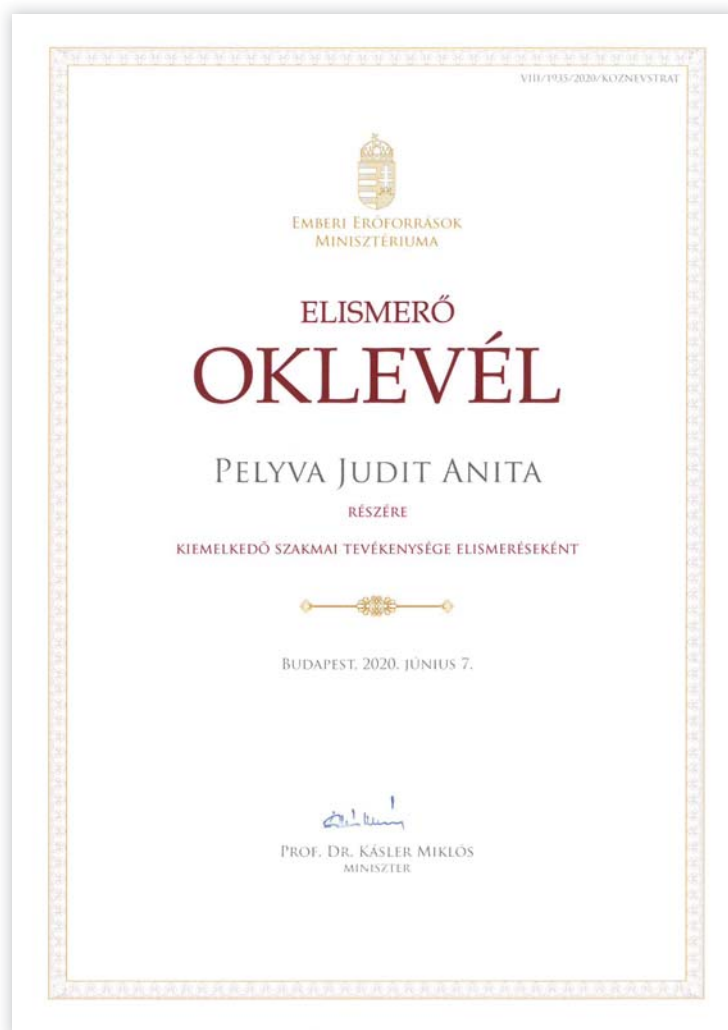 VIII/1935/2020/KOZNEVSTRAT
EMBERI ERŐFORRÁSOK
MINISZTÉRIUMA
ELISMERŐ
OKLEVÉL
PELYVA JUDIT ANITA
RÉSZÉRE
KIEMELKEDŐ SZAKMAI TEVÉKENYSÉGE ELISMERÉSEKÉNT
BUDAPEST, 2020. JÚNIUS 7.
PROF. DR. KÁSLER MIKLÓS
MINISZTER